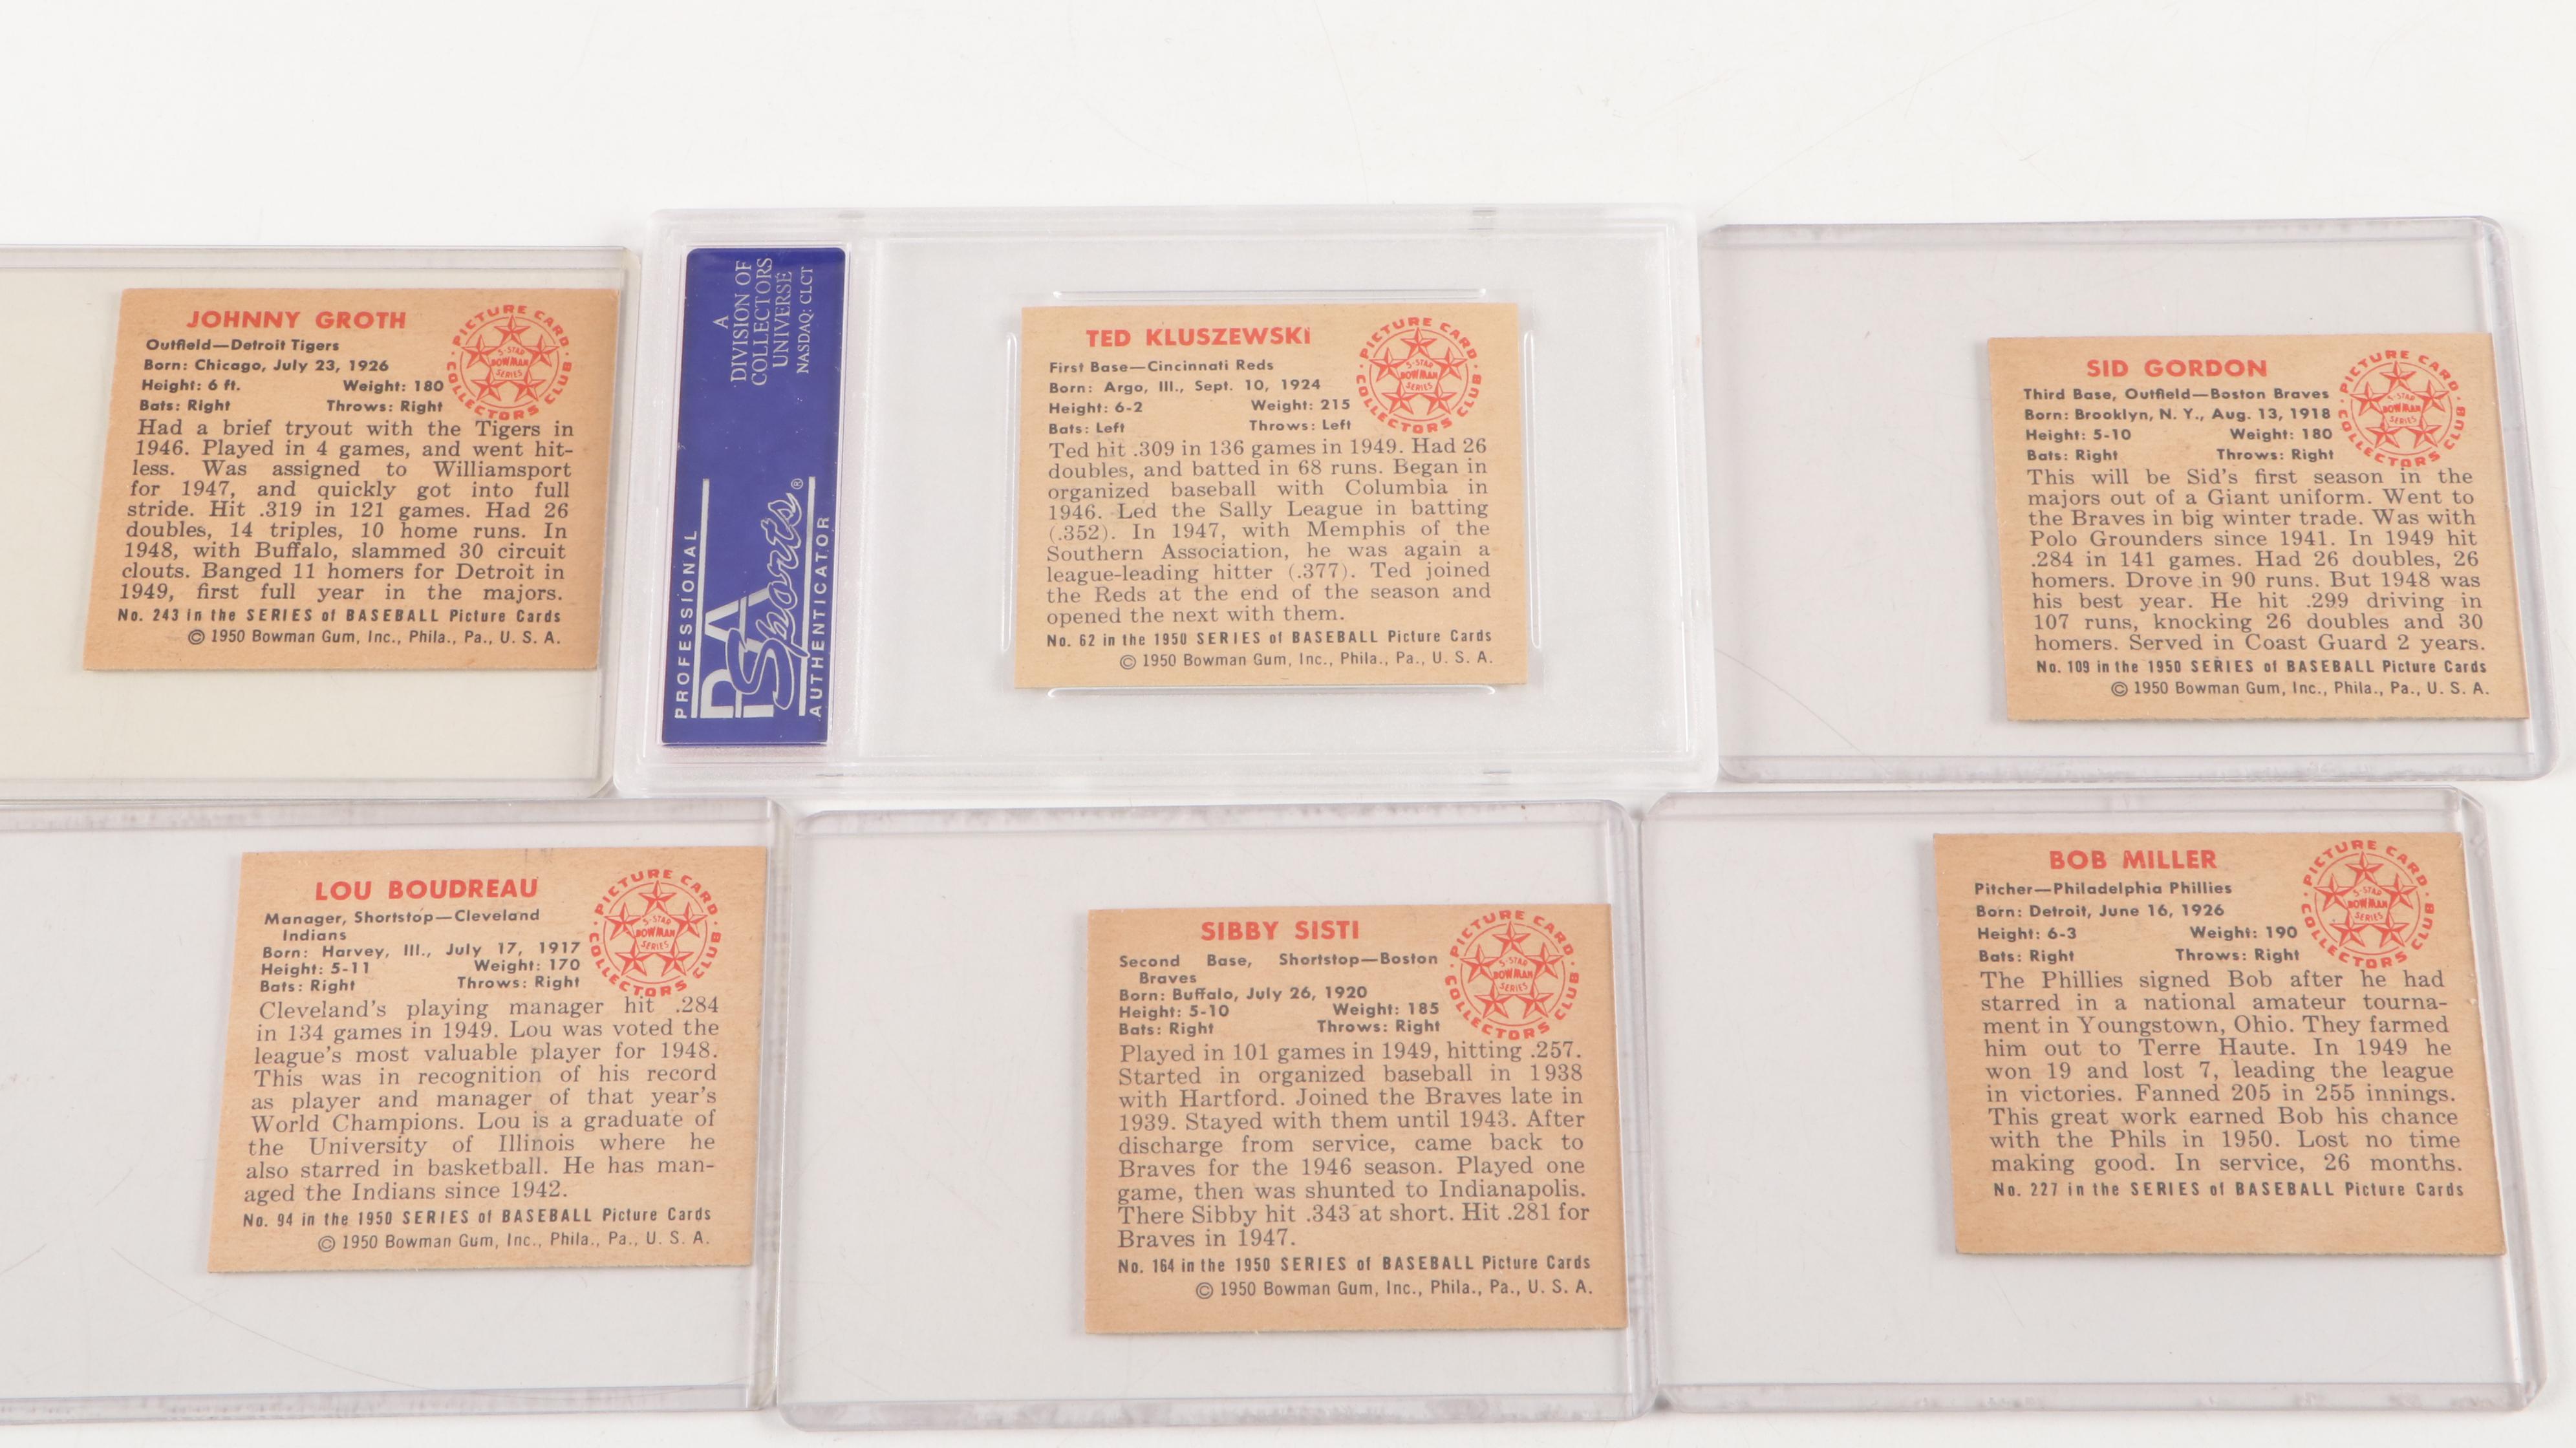 JOHNNY GROTH
Outfield—Detroit Tigers
Born: Chicago, July 23, 1926
Height: 6 ft. Weight: 180
Bats: Right Throws: Right
PICTURE CARD
COLLECTORS CLUB
5-STAR
BOWMAN
SERIES
Had a brief tryout with the Tigers in
1946. Played in 4 games, and went hit-
less. Was assigned to Williamsport
for 1947, and quickly got into full
stride. Hit .319 in 121 games. Had 26
doubles, 14 triples, 10 home runs. In
1948, with Buffalo, slammed 30 circuit
clouts. Banged 11 homers for Detroit in
1949, first full year in the majors.
No. 243 in the SERIES of BASEBALL Picture Cards
© 1950 Bowman Gum, Inc., Phila., Pa., U. S. A.
A
DIVISION OF
COLLECTORS
UNIVERSE
NASDAQ: CLCT
PROFESSIONAL
PSA
Sports®
AUTHENTICATOR
TED KLUSZEWSKI
First Base—Cincinnati Reds
Born: Argo, Ill., Sept. 10, 1924
Height: 6-2 Weight: 215
Bats: Left Throws: Left
PICTURE CARD
COLLECTORS CLUB
5-STAR
BOWMAN
SERIES
Ted hit .309 in 136 games in 1949. Had 26
doubles, and batted in 68 runs. Began in
organized baseball with Columbia in
1946. Led the Sally League in batting
(.352). In 1947, with Memphis of the
Southern Association, he was again a
league-leading hitter (.377). Ted joined
the Reds at the end of the season and
opened the next with them.
No. 62 in the 1950 SERIES of BASEBALL Picture Cards
© 1950 Bowman Gum, Inc., Phila., Pa., U. S. A.
SID GORDON
Third Base, Outfield—Boston Braves
Born: Brooklyn, N. Y., Aug. 13, 1918
Height: 5-10 Weight: 180
Bats: Right Throws: Right
PICTURE CARD
COLLECTORS CLUB
5-STAR
BOWMAN
SERIES
This will be Sid's first season in the
majors out of a Giant uniform. Went to
the Braves in big winter trade. Was with
Polo Grounders since 1941. In 1949 hit
.284 in 141 games. Had 26 doubles, 26
homers. Drove in 90 runs. But 1948 was
his best year. He hit .299 driving in
107 runs, knocking 26 doubles and 30
homers. Served in Coast Guard 2 years.
No. 109 in the 1950 SERIES of BASEBALL Picture Cards
© 1950 Bowman Gum, Inc., Phila., Pa., U. S. A.
LOU BOUDREAU
Manager, Shortstop—Cleveland
Indians
Born: Harvey, Ill., July 17, 1917
Height: 5-11 Weight: 170
Bats: Right Throws: Right
PICTURE CARD
COLLECTORS CLUB
5-STAR
BOWMAN
SERIES
Cleveland's playing manager hit .284
in 134 games in 1949. Lou was voted the
league's most valuable player for 1948.
This was in recognition of his record
as player and manager of that year's
World Champions. Lou is a graduate of
the University of Illinois where he
also starred in basketball. He has man-
aged the Indians since 1942.
No. 94 in the 1950 SERIES of BASEBALL Picture Cards
© 1950 Bowman Gum, Inc., Phila., Pa., U. S. A.
SIBBY SISTI
Second Base, Shortstop—Boston
Braves
Born: Buffalo, July 26, 1920
Height: 5-10 Weight: 185
Bats: Right Throws: Right
PICTURE CARD
COLLECTORS CLUB
5-STAR
BOWMAN
SERIES
Played in 101 games in 1949, hitting .257.
Started in organized baseball in 1938
with Hartford. Joined the Braves late in
1939. Stayed with them until 1943. After
discharge from service, came back to
Braves for the 1946 season. Played one
game, then was shunted to Indianapolis.
There Sibby hit .343 at short. Hit .281 for
Braves in 1947.
No. 164 in the 1950 SERIES of BASEBALL Picture Cards
© 1950 Bowman Gum, Inc., Phila., Pa., U. S. A.
BOB MILLER
Pitcher—Philadelphia Phillies
Born: Detroit, June 16, 1926
Height: 6-3 Weight: 190
Bats: Right Throws: Right
PICTURE CARD
COLLECTORS CLUB
5-STAR
BOWMAN
SERIES
The Phillies signed Bob after he had
starred in a national amateur tourna-
ment in Youngstown, Ohio. They farmed
him out to Terre Haute. In 1949 he
won 19 and lost 7, leading the league
in victories. Fanned 205 in 255 innings.
This great work earned Bob his chance
with the Phils in 1950. Lost no time
making good. In service, 26 months.
No. 227 in the SERIES of BASEBALL Picture Cards